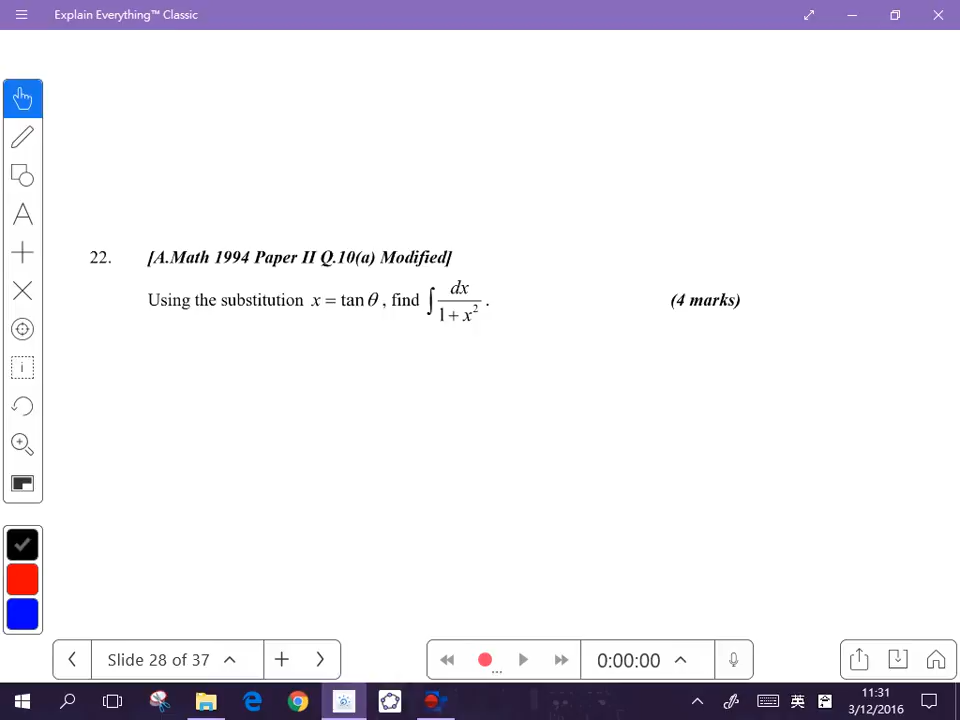 Explain Everything™ Classic
22. [A.Math 1994 Paper II Q.10(a) Modified]
Using the substitution x = tan θ, find ∫ dx / (1 + x²). (4 marks)
Slide 28 of 37
0:00:00
英
11:31
3/12/2016